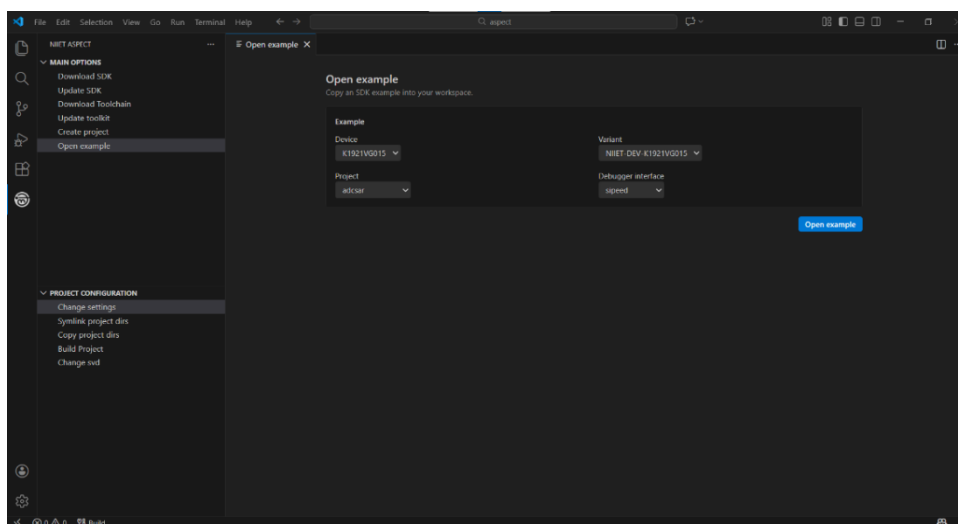 File Edit Selection View Go Run Terminal Help
aspect
NIIET ASPECT
Open example
MAIN OPTIONS
Download SDK
Update SDK
Download Toolchain
Update toolkit
Create project
Open example
Open example
Copy an SDK example into your workspace.
Example
Device
Variant
K1921VG015
NIIET-DEV-K1921VG015
Project
Debugger interface
adcsar
sipeed
Open example
PROJECT CONFIGURATION
Change settings
Symlink project dirs
Copy project dirs
Build Project
Change svd
0 0 Build